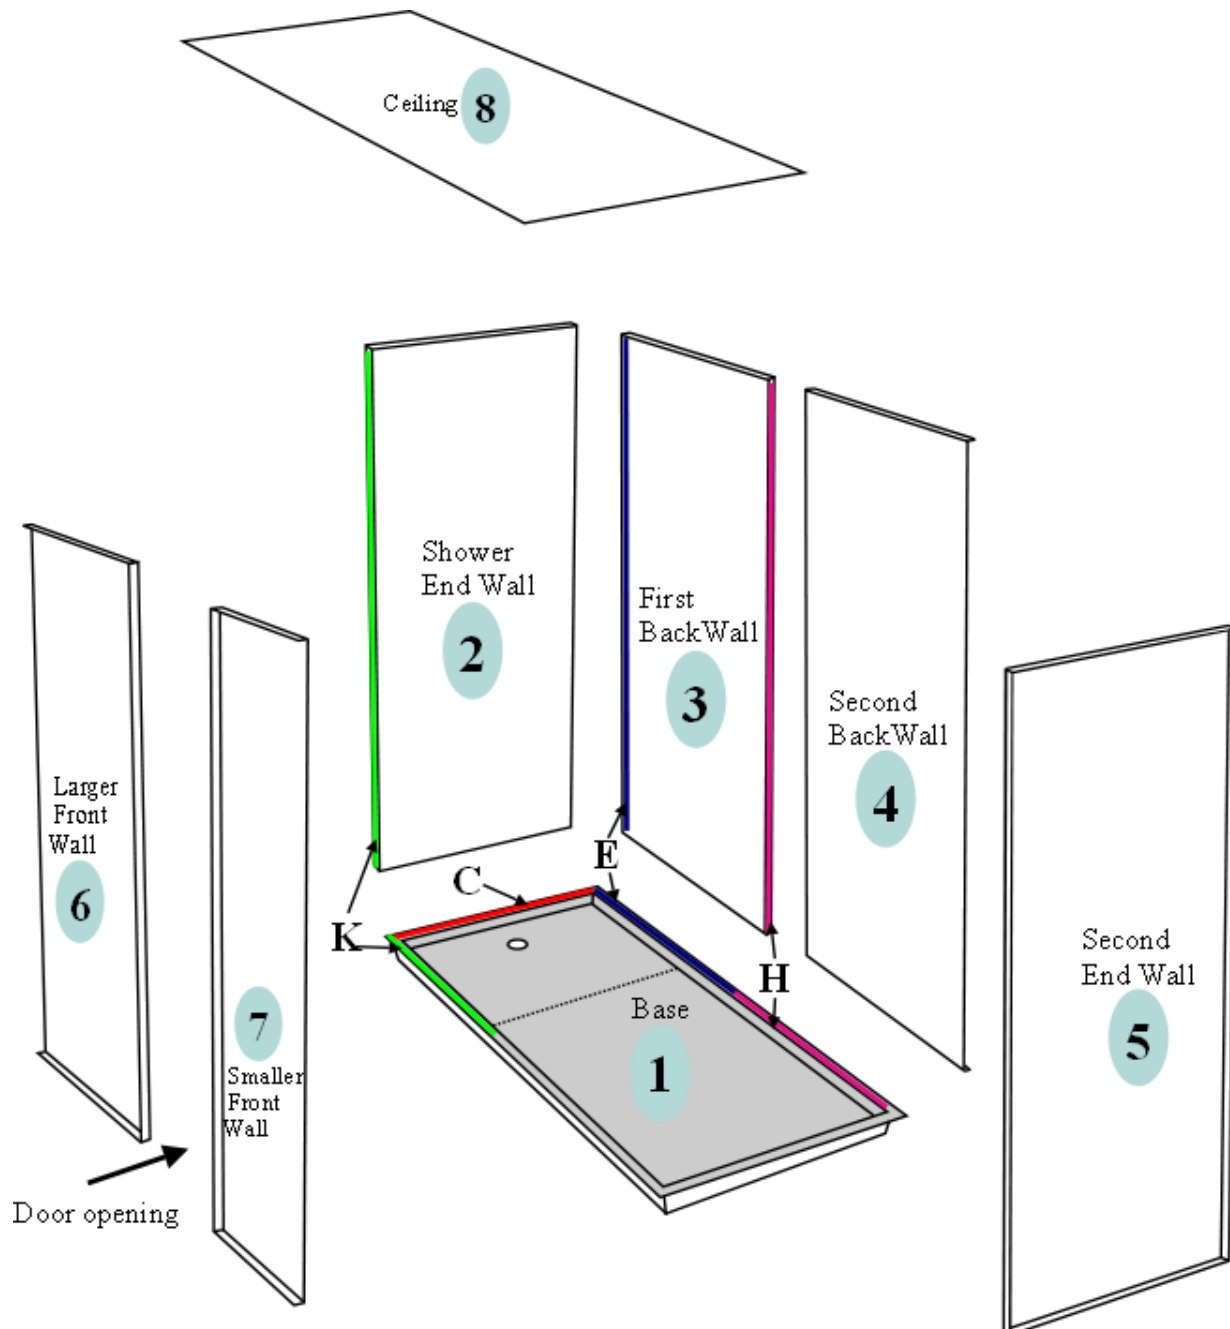 Ceiling 8
Shower
End Wall
2
First
BackWall
3
Second
BackWall
4
Larger
Front
Wall
6
E
C
K
H
Base
1
7
Smaller
Front
Wall
Second
End Wall
5
Door opening